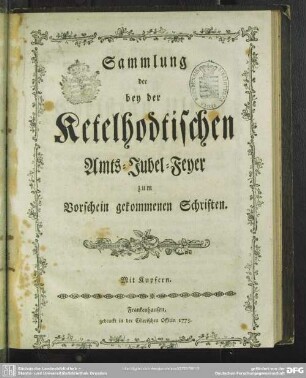 Sammlung
der
bey der
Ketelhodtischen
Amts-Jubel-Feyer
zum
Vorschein gekommenen Schriften.
Mit Kupfern.
Frankenhausen,
gedruckt in der Cölerschen Officin 1775.